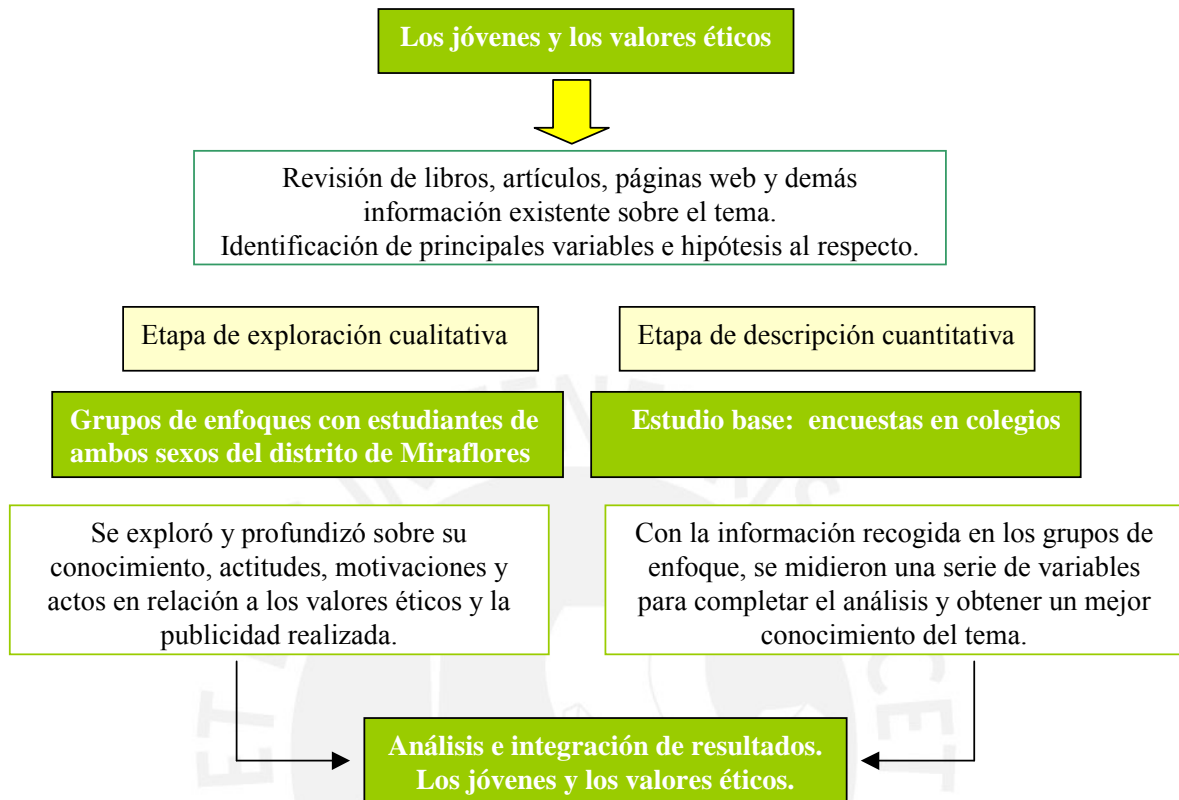 Los jóvenes y los valores éticos
Revisión de libros, artículos, páginas web y demás
información existente sobre el tema.
Identificación de principales variables e hipótesis al respecto.
Etapa de exploración cualitativa
Etapa de descripción cuantitativa
Grupos de enfoques con estudiantes de
ambos sexos del distrito de Miraflores
Estudio base: encuestas en colegios
Se exploró y profundizó sobre su
conocimiento, actitudes, motivaciones y
actos en relación a los valores éticos y la
publicidad realizada.
Con la información recogida en los grupos de
enfoque, se midieron una serie de variables
para completar el análisis y obtener un mejor
conocimiento del tema.
Análisis e integración de resultados.
Los jóvenes y los valores éticos.